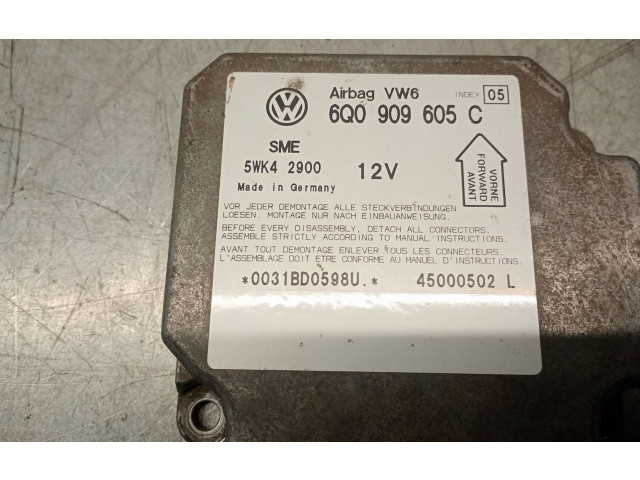 Airbag VW6 INDEX 05
6Q0 909 605 C
SME
5WK4 2900 12V
Made in Germany
VORNE
FORWARD
AVANT
VOR JEDER DEMONTAGE ALLE STECKVERBINDUNGEN
LOESEN. MONTAGE NUR NACH EINBAUANWEISUNG.
BEFORE EVERY DISASSEMBLY, DETACH ALL CONNECTORS.
ASSEMBLE STRICTLY ACCORDING TO MANUAL INSTRUCTIONS.
AVANT TOUT DEMONTAGE ENLEVER TOUS LES CONNECTEURS.
L'ASSEMBLAGE DOIT ETRE CONFORME AU MANUEL D'INSTRUCTIONS.
*0031BD0598U.* 45000502 L